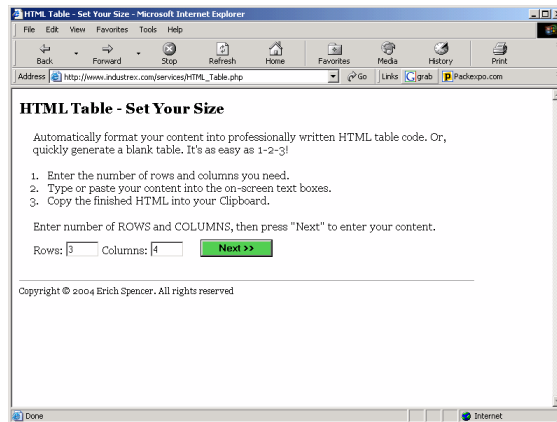 HTML Table - Set Your Size - Microsoft Internet Explorer
File Edit View Favorites Tools Help
Back Forward Stop Refresh Home Favorites Media History Print
Address http://www.industrex.com/services/HTML_Table.php Go Links grab Packexpo.com
HTML Table - Set Your Size
Automatically format your content into professionally written HTML table code. Or,
quickly generate a blank table. It's as easy as 1-2-3!
1. Enter the number of rows and columns you need.
2. Type or paste your content into the on-screen text boxes.
3. Copy the finished HTML into your Clipboard.
Enter number of ROWS and COLUMNS, then press "Next" to enter your content.
Rows: 3 Columns: 4 Next >>
Copyright © 2004 Erich Spencer. All rights reserved
Done Internet